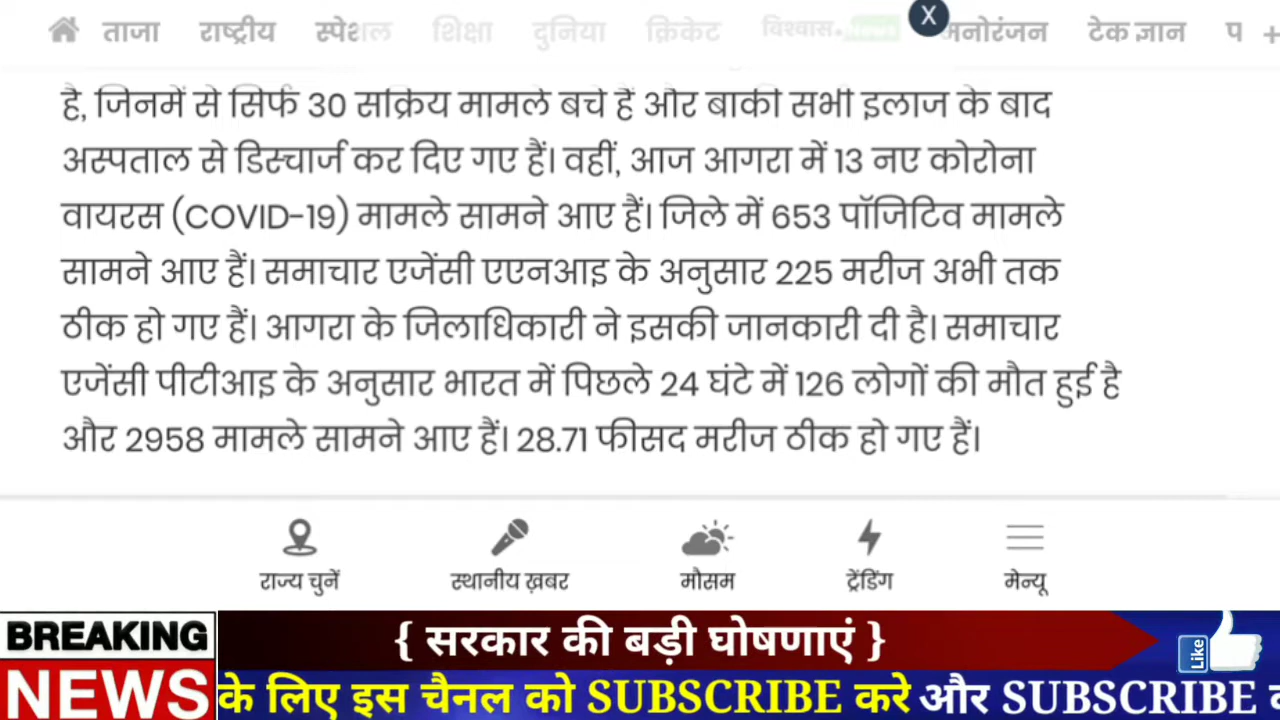 ताजा राष्ट्रीय स्पेशल शिक्षा दुनिया क्रिकेट विश्वास.News X मनोरंजन टेक ज्ञान प +
है, जिनमें से सिर्फ 30 सक्रिय मामले बचे हैं और बाकी सभी इलाज के बाद
अस्पताल से डिस्चार्ज कर दिए गए हैं। वहीं, आज आगरा में 13 नए कोरोना
वायरस (COVID-19) मामले सामने आए हैं। जिले में 653 पॉजिटिव मामले
सामने आए हैं। समाचार एजेंसी एएनआइ के अनुसार 225 मरीज अभी तक
ठीक हो गए हैं। आगरा के जिलाधिकारी ने इसकी जानकारी दी है। समाचार
एजेंसी पीटीआइ के अनुसार भारत में पिछले 24 घंटे में 126 लोगों की मौत हुई है
और 2958 मामले सामने आए हैं। 28.71 फीसद मरीज ठीक हो गए हैं।
राज्य चुनें स्थानीय ख़बर मौसम ट्रेंडिंग मेन्यू
BREAKING
NEWS
{ सरकार की बड़ी घोषणाएं }
Like
के लिए इस चैनल को SUBSCRIBE करे और SUBSCRIBE